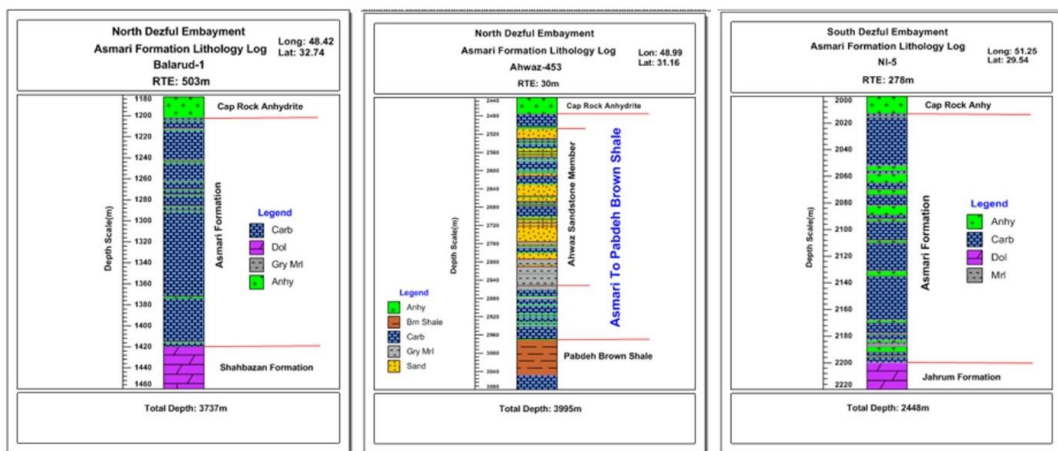 North Dezful Embayment
Asmari Formation Lithology Log
Balarud-1
RTE: 503m
Long: 48.42
Lat: 32.74
Depth Scale(m)
1180
1200
1220
1240
1260
1280
1300
1320
1340
1360
1380
1400
1420
1440
1460
Cap Rock Anhydrite
Asmari Formation
Shahbazan Formation
Legend
Carb
Dol
Gry Mrl
Anhy
Total Depth: 3737m
North Dezful Embayment
Asmari Formation Lithology Log
Ahwaz-453
RTE: 30m
Lon: 48.99
Lat: 31.16
Depth Scale(m)
2440
2480
2640
2720
2800
Cap Rock Anhydrite
Ahwaz Sandstone Member
Asmari To Pabdeh Brown Shale
Pabdeh Brown Shale
Legend
Anhy
Brn Shale
Carb
Gry Mrl
Sand
Total Depth: 3995m
South Dezful Embayment
Asmari Formation Lithology Log
NI-5
RTE: 278m
Long: 51.25
Lat: 29.54
Depth Scale(m)
2000
2020
2040
2060
2080
2100
2120
2140
2160
2180
2200
2220
Cap Rock Anhy
Asmari Formation
Jahrum Formation
Legend
Anhy
Carb
Dol
Mrl
Total Depth: 2448m